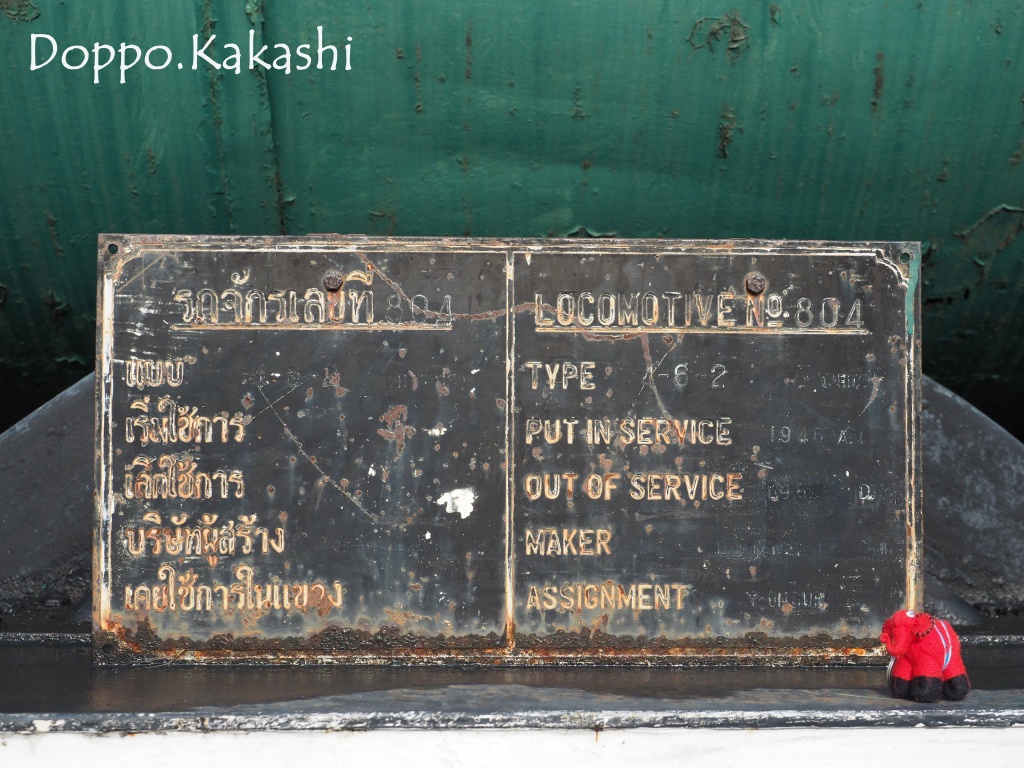 Doppo.Kakashi
รถจักรเลขที่ 804
แบบ
เริ่มใช้การ
เลิกใช้การ
บริษัทผู้สร้าง
เคยใช้การในแขวง
LOCOMOTIVE No. 804
TYPE
PUT IN SERVICE
OUT OF SERVICE
MAKER
ASSIGNMENT